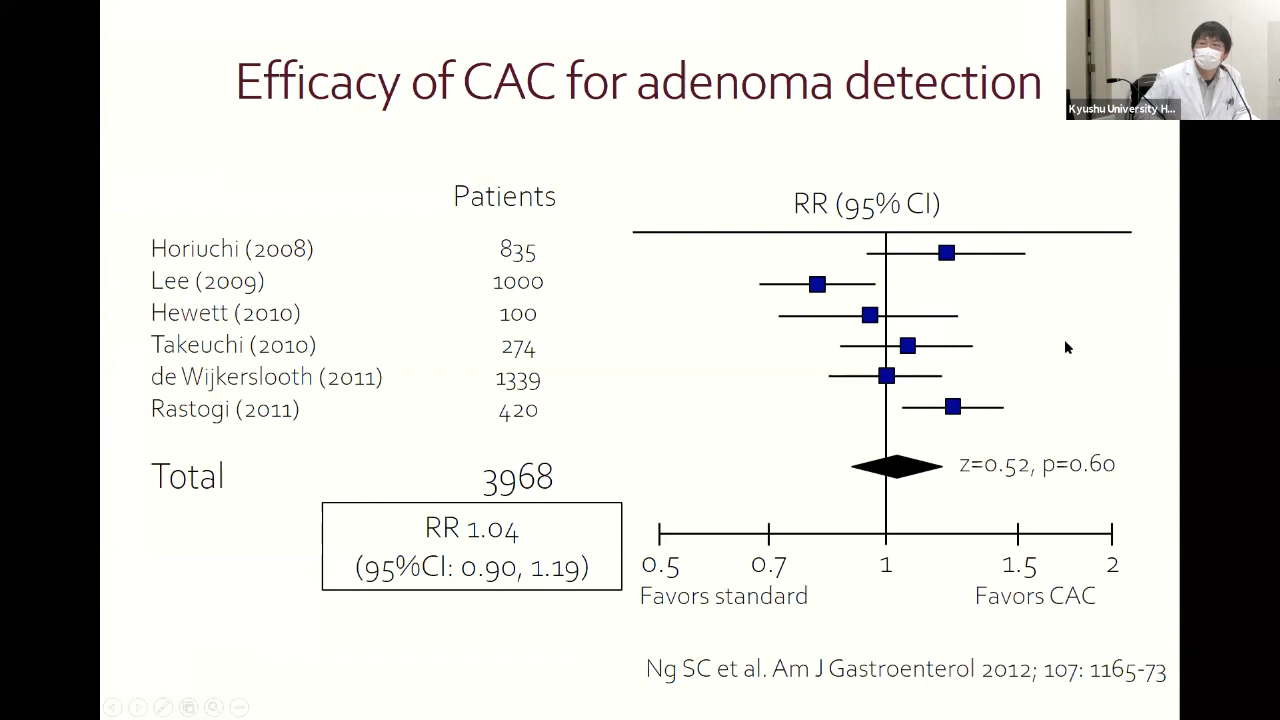 Efficacy of CAC for adenoma detection
Kyushu University H...
Patients
RR (95% CI)
Horiuchi (2008) 835
Lee (2009) 1000
Hewett (2010) 100
Takeuchi (2010) 274
de Wijkerslooth (2011) 1339
Rastogi (2011) 420
Total 3968
z=0.52, p=0.60
RR 1.04
(95%CI: 0.90, 1.19)
0.5 0.7 1 1.5 2
Favors standard Favors CAC
Ng SC et al. Am J Gastroenterol 2012; 107: 1165-73